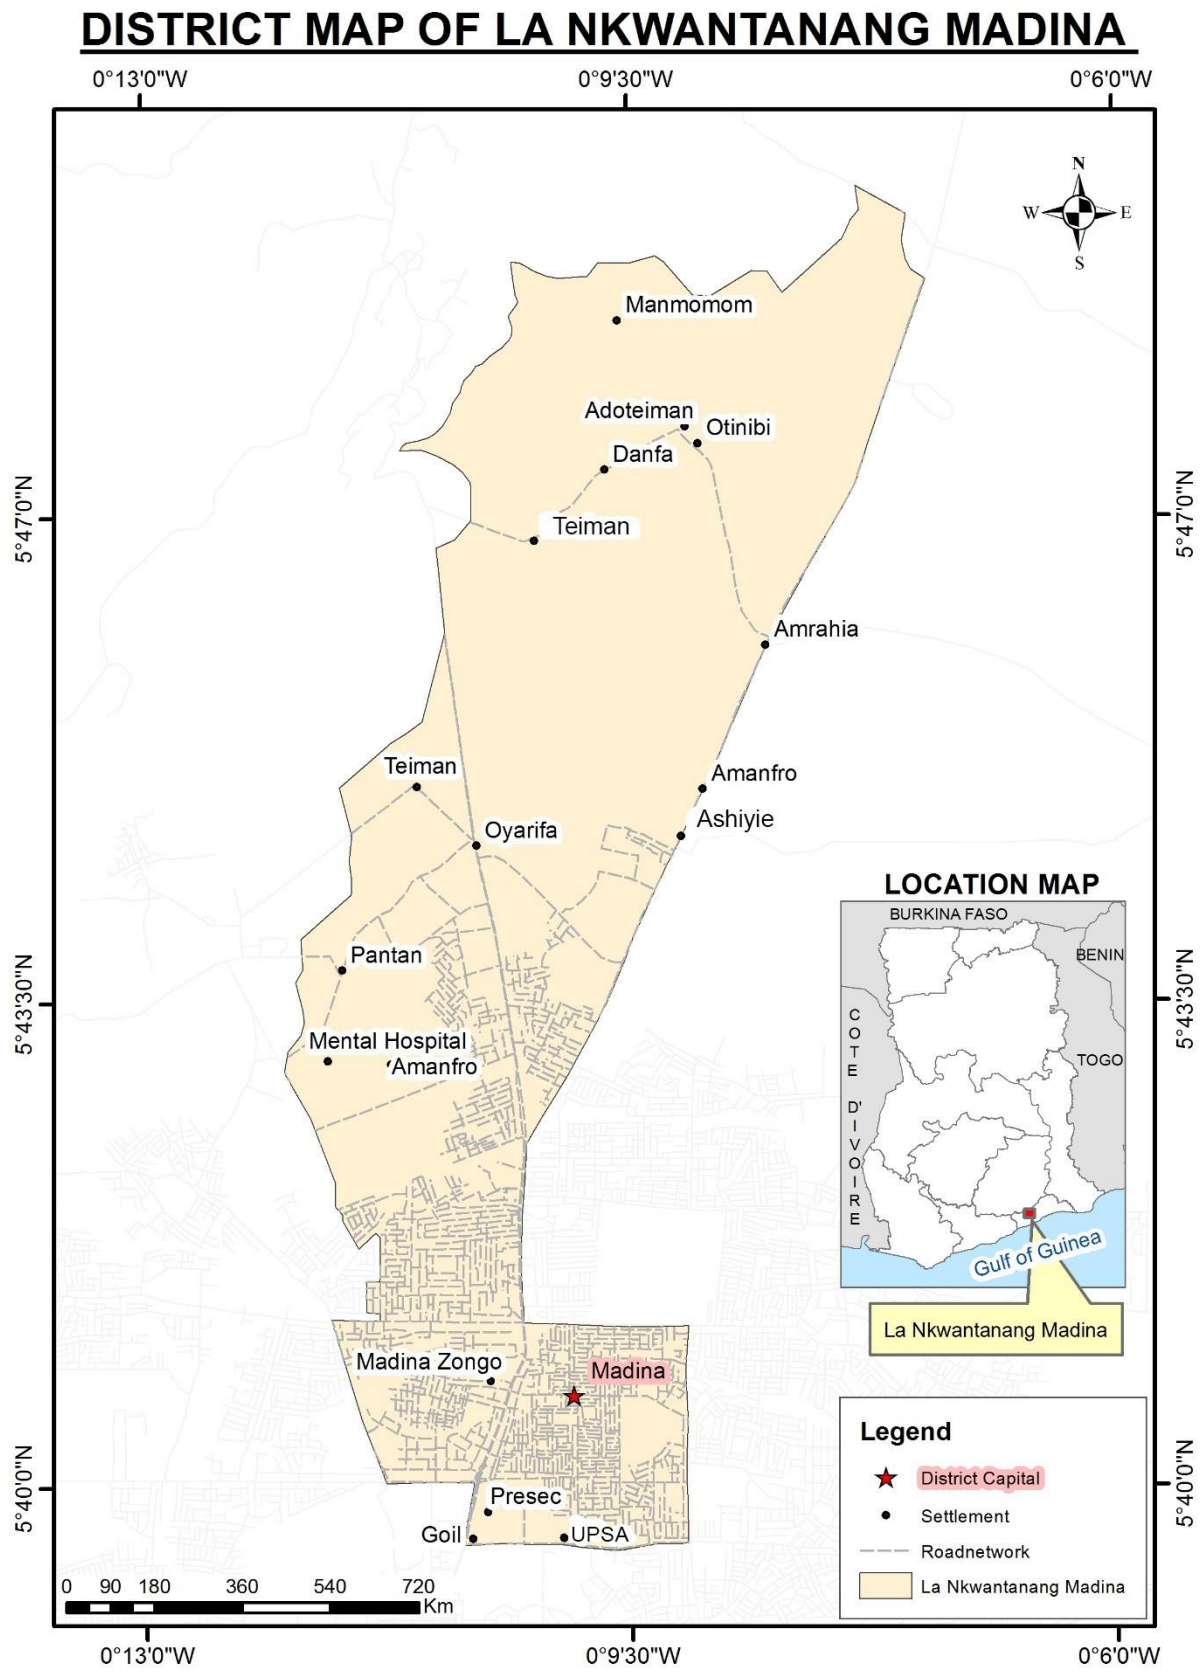 DISTRICT MAP OF LA NKWANTANANG MADINA
0°13'0"W 0°9'30"W 0°6'0"W
N
W E
S
Manmomom
Adoteiman
Otinibi
Danfa
5°47'0"N 5°47'0"N
Teiman
Amrahia
Teiman
Amanfro
Ashiyie
Oyarifa
LOCATION MAP
BURKINA FASO
BENIN
COTE D'IVOIRE
TOGO
Gulf of Guinea
La Nkwantanang Madina
Pantan
5°43'30"N 5°43'30"N
Mental Hospital
Amanfro
Madina Zongo
Madina
5°40'0"N 5°40'0"N
Presec
Goil
UPSA
Legend
District Capital
Settlement
Roadnetwork
La Nkwantanang Madina
0 90 180 360 540 720
Km
0°13'0"W 0°9'30"W 0°6'0"W